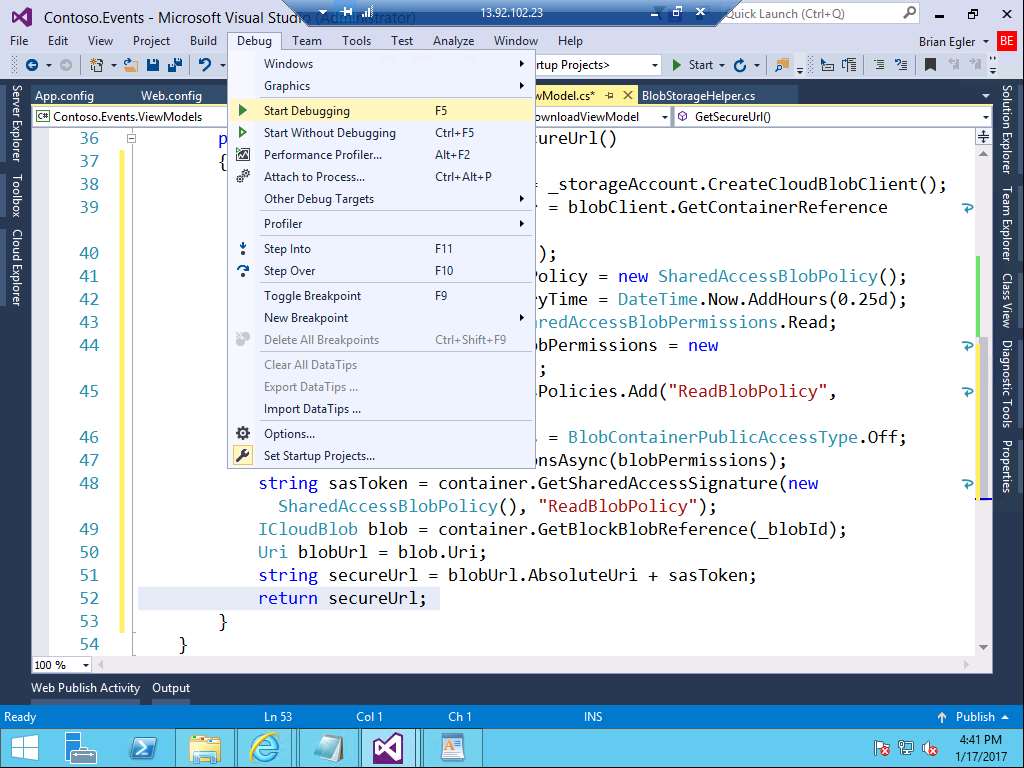 Contoso.Events - Microsoft Visual Studio (Administrator)
13.92.102.23
Quick Launch (Ctrl+Q)
File Edit View Project Build Debug Team Tools Test Analyze Window Help
Brian Egler BE
rtup Projects> Start
App.config Web.config wModel.cs* BlobStorageHelper.cs
C# Contoso.Events.ViewModels ownloadViewModel GetSecureUrl()
Server Explorer
Toolbox
Cloud Explorer
Windows
Graphics
Start Debugging F5
Start Without Debugging Ctrl+F5
Performance Profiler... Alt+F2
Attach to Process... Ctrl+Alt+P
Other Debug Targets
Profiler
Step Into F11
Step Over F10
Toggle Breakpoint F9
New Breakpoint
Delete All Breakpoints Ctrl+Shift+F9
Clear All DataTips
Export DataTips ...
Import DataTips ...
Options...
Set Startup Projects...
36 p cureUrl()
37 {
38 = _storageAccount.CreateCloudBlobClient();
39 r = blobClient.GetContainerReference
40 );
41 Policy = new SharedAccessBlobPolicy();
42 ryTime = DateTime.Now.AddHours(0.25d);
43 aredAccessBlobPermissions.Read;
44 bPermissions = new
;
45 sPolicies.Add("ReadBlobPolicy",
46 s = BlobContainerPublicAccessType.Off;
47 onsAsync(blobPermissions);
48 string sasToken = container.GetSharedAccessSignature(new
SharedAccessBlobPolicy(), "ReadBlobPolicy");
49 ICloudBlob blob = container.GetBlockBlobReference(_blobId);
50 Uri blobUrl = blob.Uri;
51 string secureUrl = blobUrl.AbsoluteUri + sasToken;
52 return secureUrl;
53 }
54 }
Solution Explorer
Team Explorer
Class View
Diagnostic Tools
Properties
100 %
Web Publish Activity Output
Ready Ln 53 Col 1 Ch 1 INS Publish
4:41 PM
1/17/2017